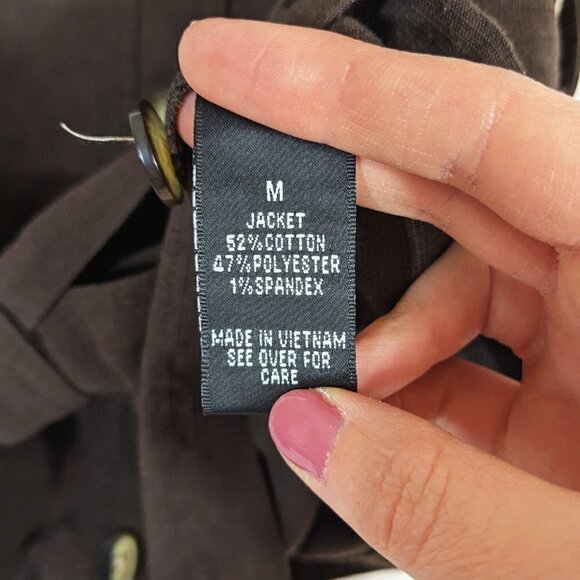 M
JACKET
52%COTTON
47%POLYESTER
1%SPANDEX
MADE IN VIETNAM
SEE OVER FOR
CARE